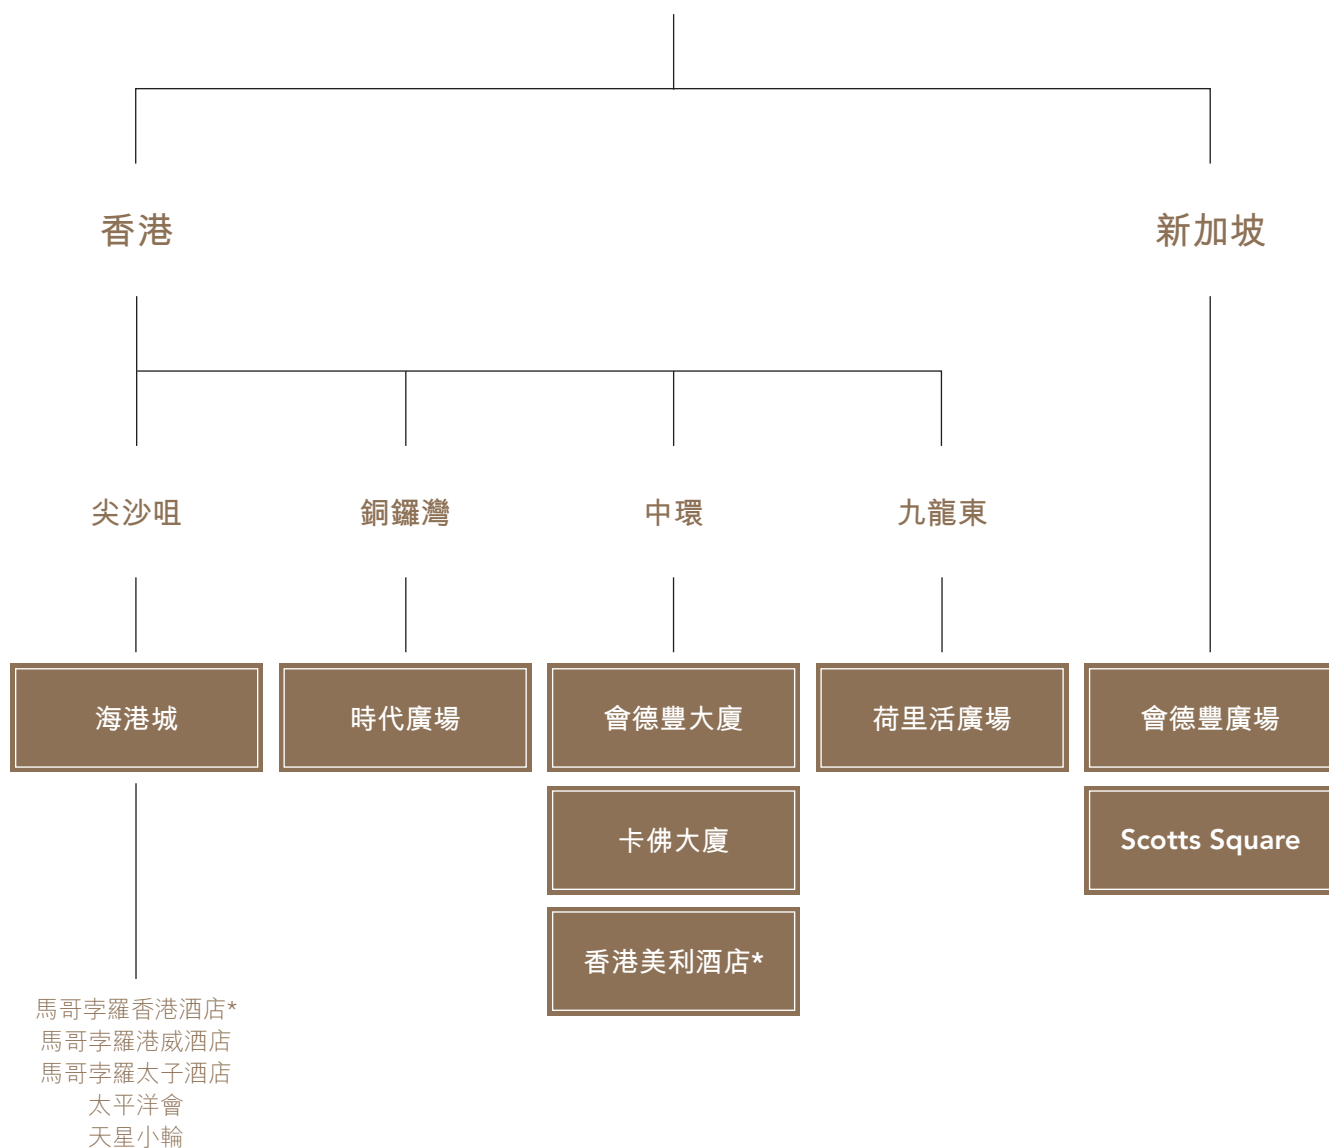 香港
新加坡
尖沙咀
銅鑼灣
中環
九龍東
海港城
時代廣場
會德豐大廈
荷里活廣場
會德豐廣場
卡佛大廈
Scotts Square
香港美利酒店*
馬哥孛羅香港酒店*
馬哥孛羅港威酒店
馬哥孛羅太子酒店
太平洋會
天星小輪